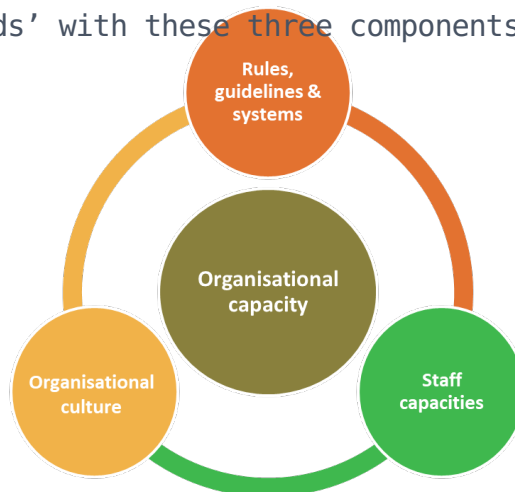 ds’ with these three components
Rules,
guidelines &
systems
Organisational
capacity
Organisational
culture
Staff
capacities